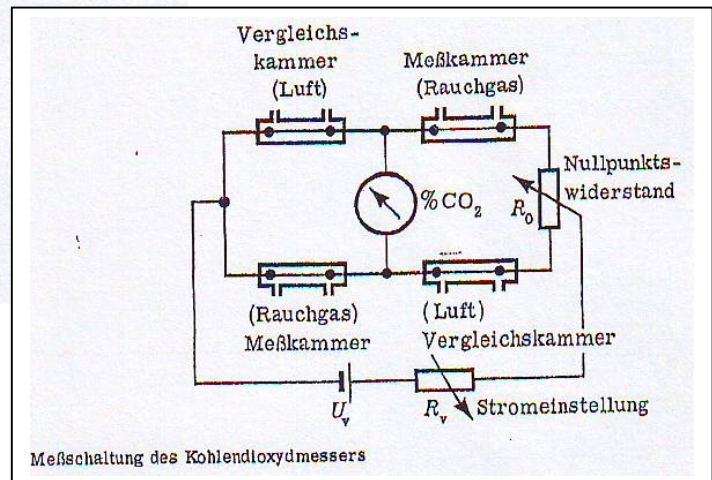 Vergleichs-
kammer
(Luft)
Meßkammer
(Rauchgas)
Nullpunkts-
widerstand
R₀
% CO₂
(Rauchgas)
Meßkammer
(Luft)
Vergleichskammer
Uᵥ
Rᵥ
Stromeinstellung
Meßschaltung des Kohlendioxydmessers